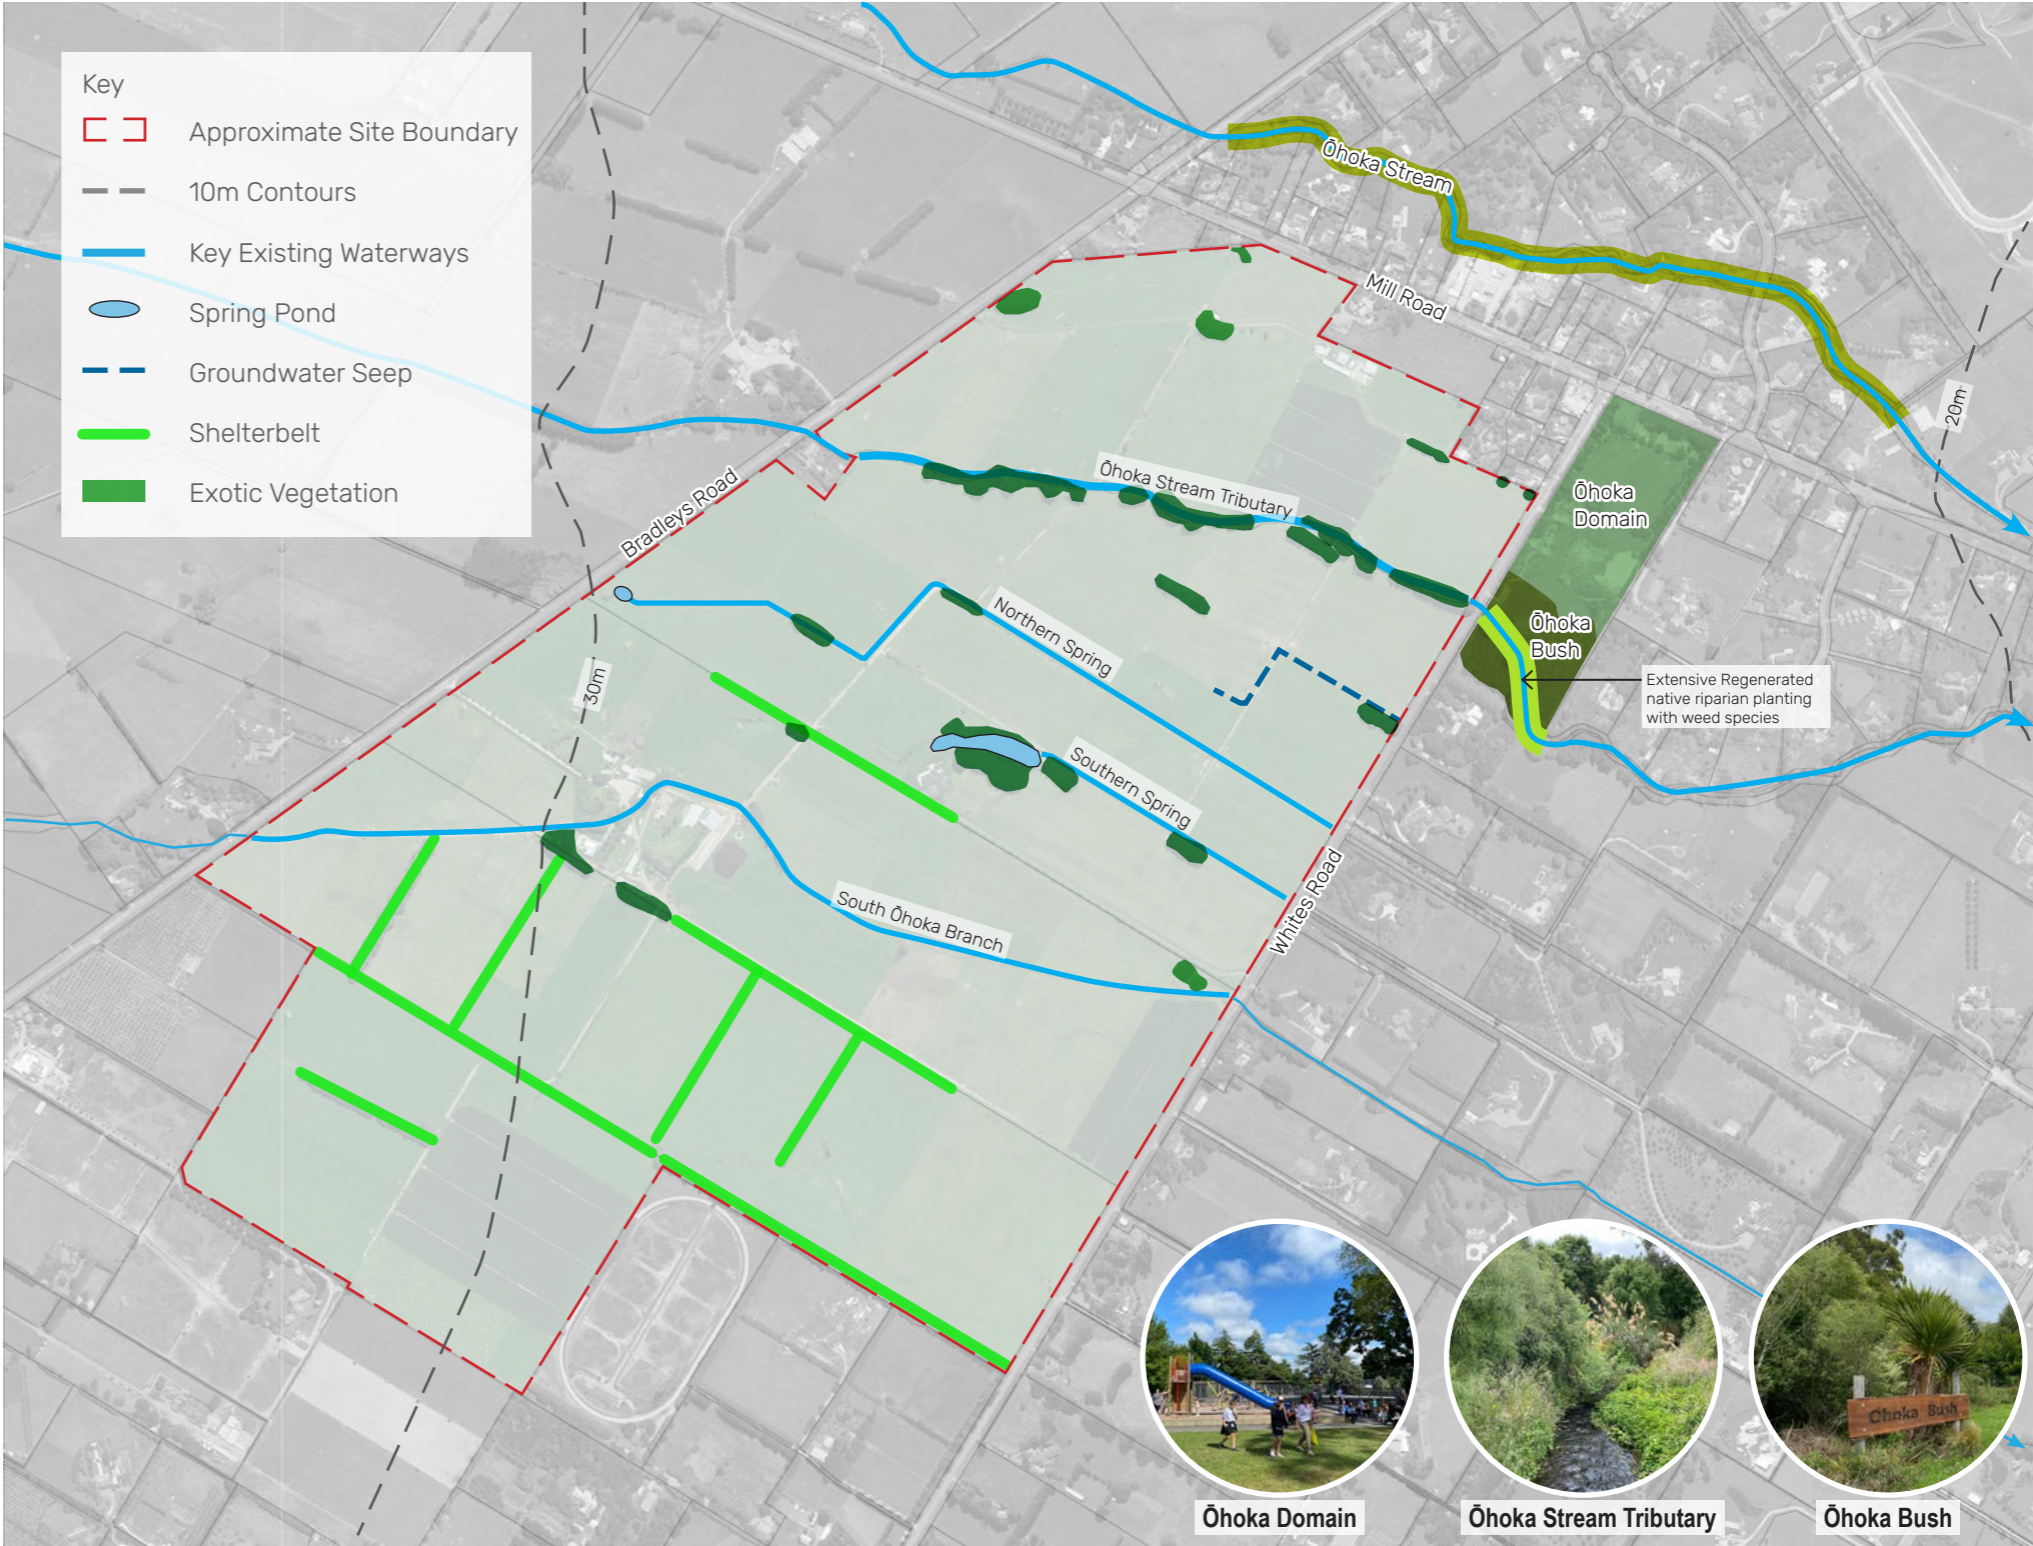 Key
Approximate Site Boundary
10m Contours
Key Existing Waterways
Spring Pond
Groundwater Seep
Shelterbelt
Exotic Vegetation
Ōhoka Stream
Mill Road
20m
Ōhoka
Domain
Ōhoka Stream Tributary
Bradleys Road
Ōhoka
Bush
Extensive Regenerated
native riparian planting
with weed species
Northern Spring
30m
Southern Spring
Whites Road
South Ōhoka Branch
Ohoka Bush
Ōhoka Domain
Ōhoka Stream Tributary
Ōhoka Bush